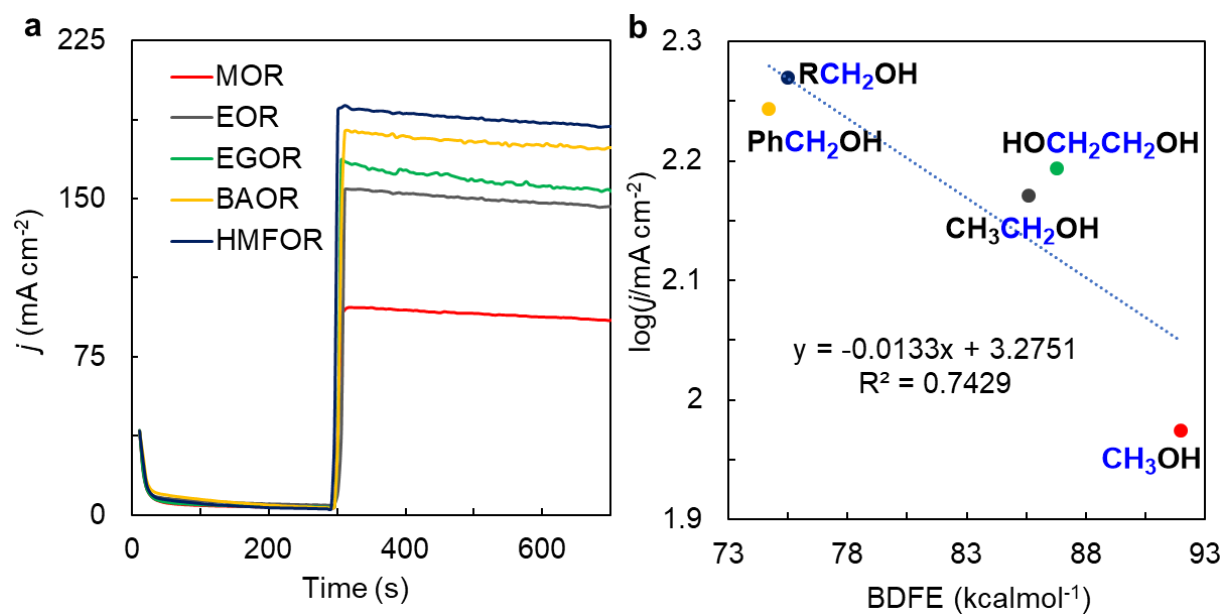 a
225
150
75
0
j (mA cm⁻²)
MOR
EOR
EGOR
BAOR
HMFOR
0
200
400
600
Time (s)
b
2.3
2.2
2.1
2
1.9
log(j/mA cm⁻²)
RCH₂OH
PhCH₂OH
HOCH₂CH₂OH
CH₃CH₂OH
y = -0.0133x + 3.2751
R² = 0.7429
CH₃OH
73
78
83
88
93
BDFE (kcalmol⁻¹)